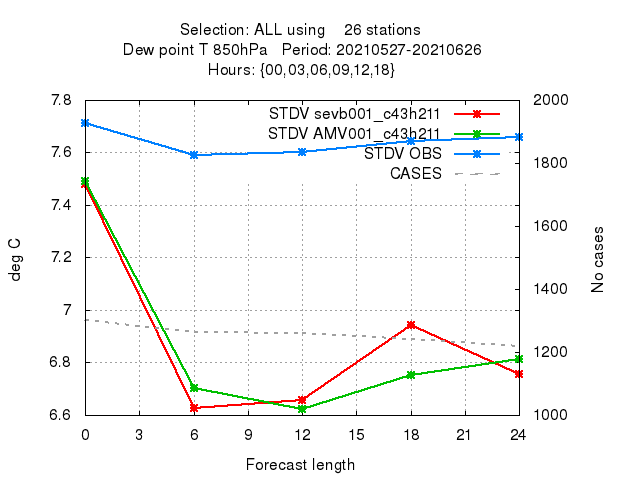 Selection: ALL using    26 stations
Dew point T 850hPa   Period: 20210527-20210626
Hours: {00,03,06,09,12,18}
STDV sevb001_c43h211
STDV AMV001_c43h211
STDV OBS
CASES
7.8
7.6
7.4
7.2
7
6.8
6.6
2000
1800
1600
1400
1200
1000
deg C
No cases
0 3 6 9 12 15 18 21 24
Forecast length